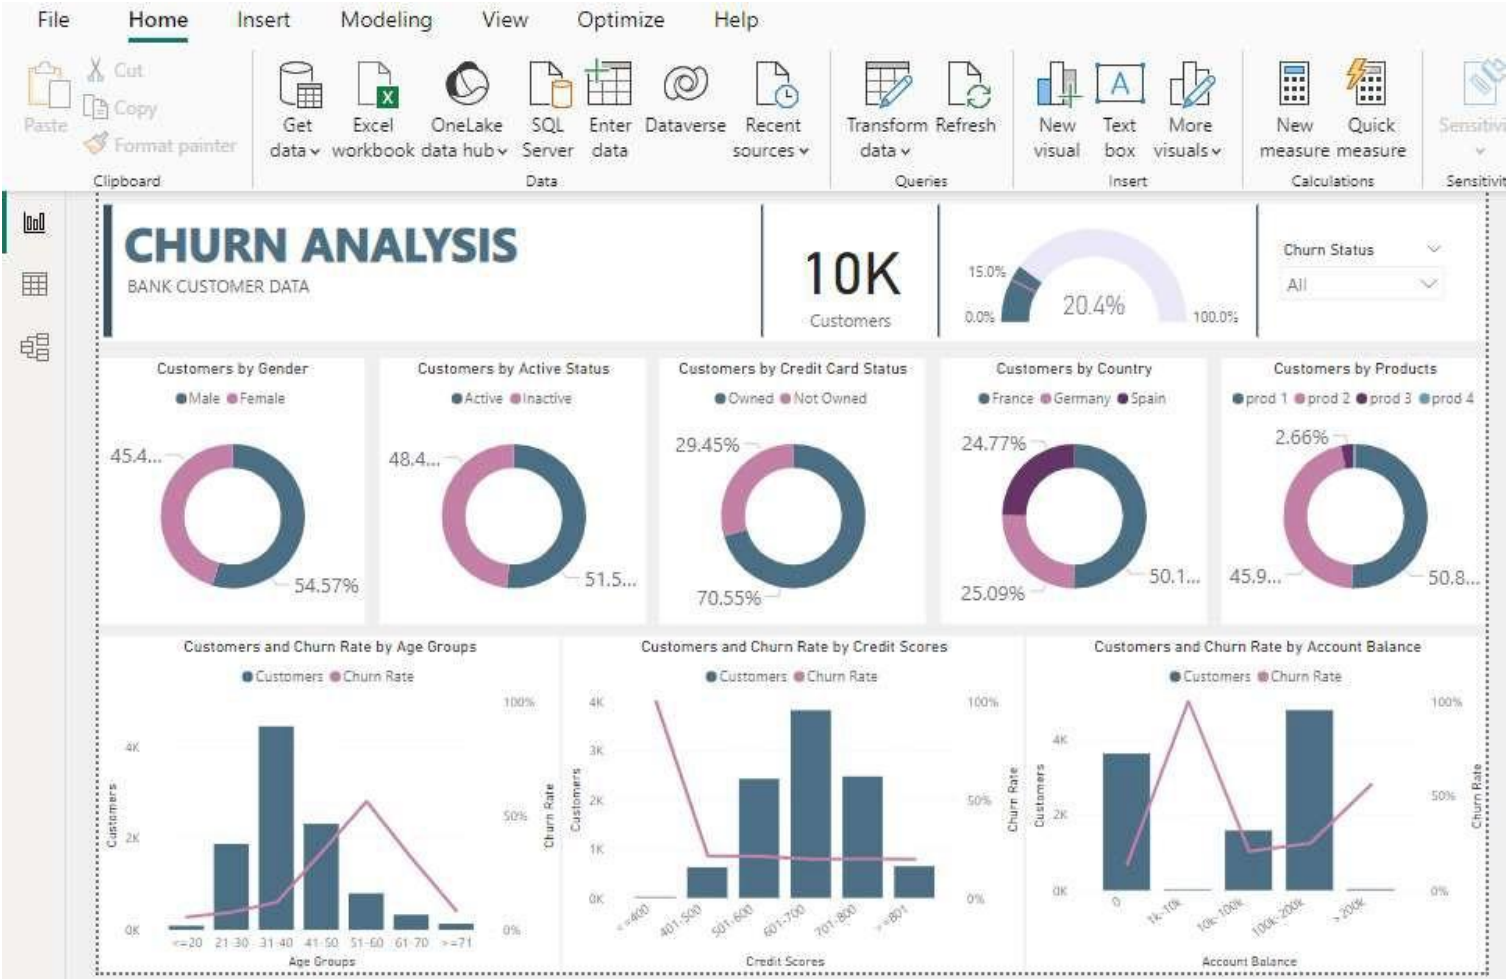 File Home Insert Modeling View Optimize Help
Paste
Cut
Copy
Format painter
Clipboard
Get data
Excel workbook
OneLake data hub
SQL Server
Enter data
Dataverse
Recent sources
Data
Transform data
Refresh
Queries
New visual
Text box
More visuals
Insert
New measure
Quick measure
Calculations
Sensitivi
Sensitivit
CHURN ANALYSIS
BANK CUSTOMER DATA
10K
Customers
15.0%
0.0%
20.4%
100.0%
Churn Status
All
Customers by Gender
Male Female
45.4...
54.57%
Customers by Active Status
Active Inactive
48.4...
51.5...
Customers by Credit Card Status
Owned Not Owned
29.45%
70.55%
Customers by Country
France Germany Spain
24.77%
50.1...
25.09%
Customers by Products
prod 1 prod 2 prod 3 prod 4
2.66%
45.9...
50.8...
Customers and Churn Rate by Age Groups
Customers Churn Rate
100%
4K
50%
2K
0K
0%
Customers
Churn Rate
<=20 21-30 31-40 41-50 51-60 61-70 >=71
Age Groups
Customers and Churn Rate by Credit Scores
Customers Churn Rate
4K
100%
3K
2K
50%
1K
0K
0%
Customers
Churn Rate
<=400 401-500 501-600 601-700 701-800 >=801
Credit Scores
Customers and Churn Rate by Account Balance
Customers Churn Rate
100%
4K
50%
2K
0K
0%
Customers
Churn Rate
0 1k-10k 10k-100k 100k-200k >200k
Account Balance